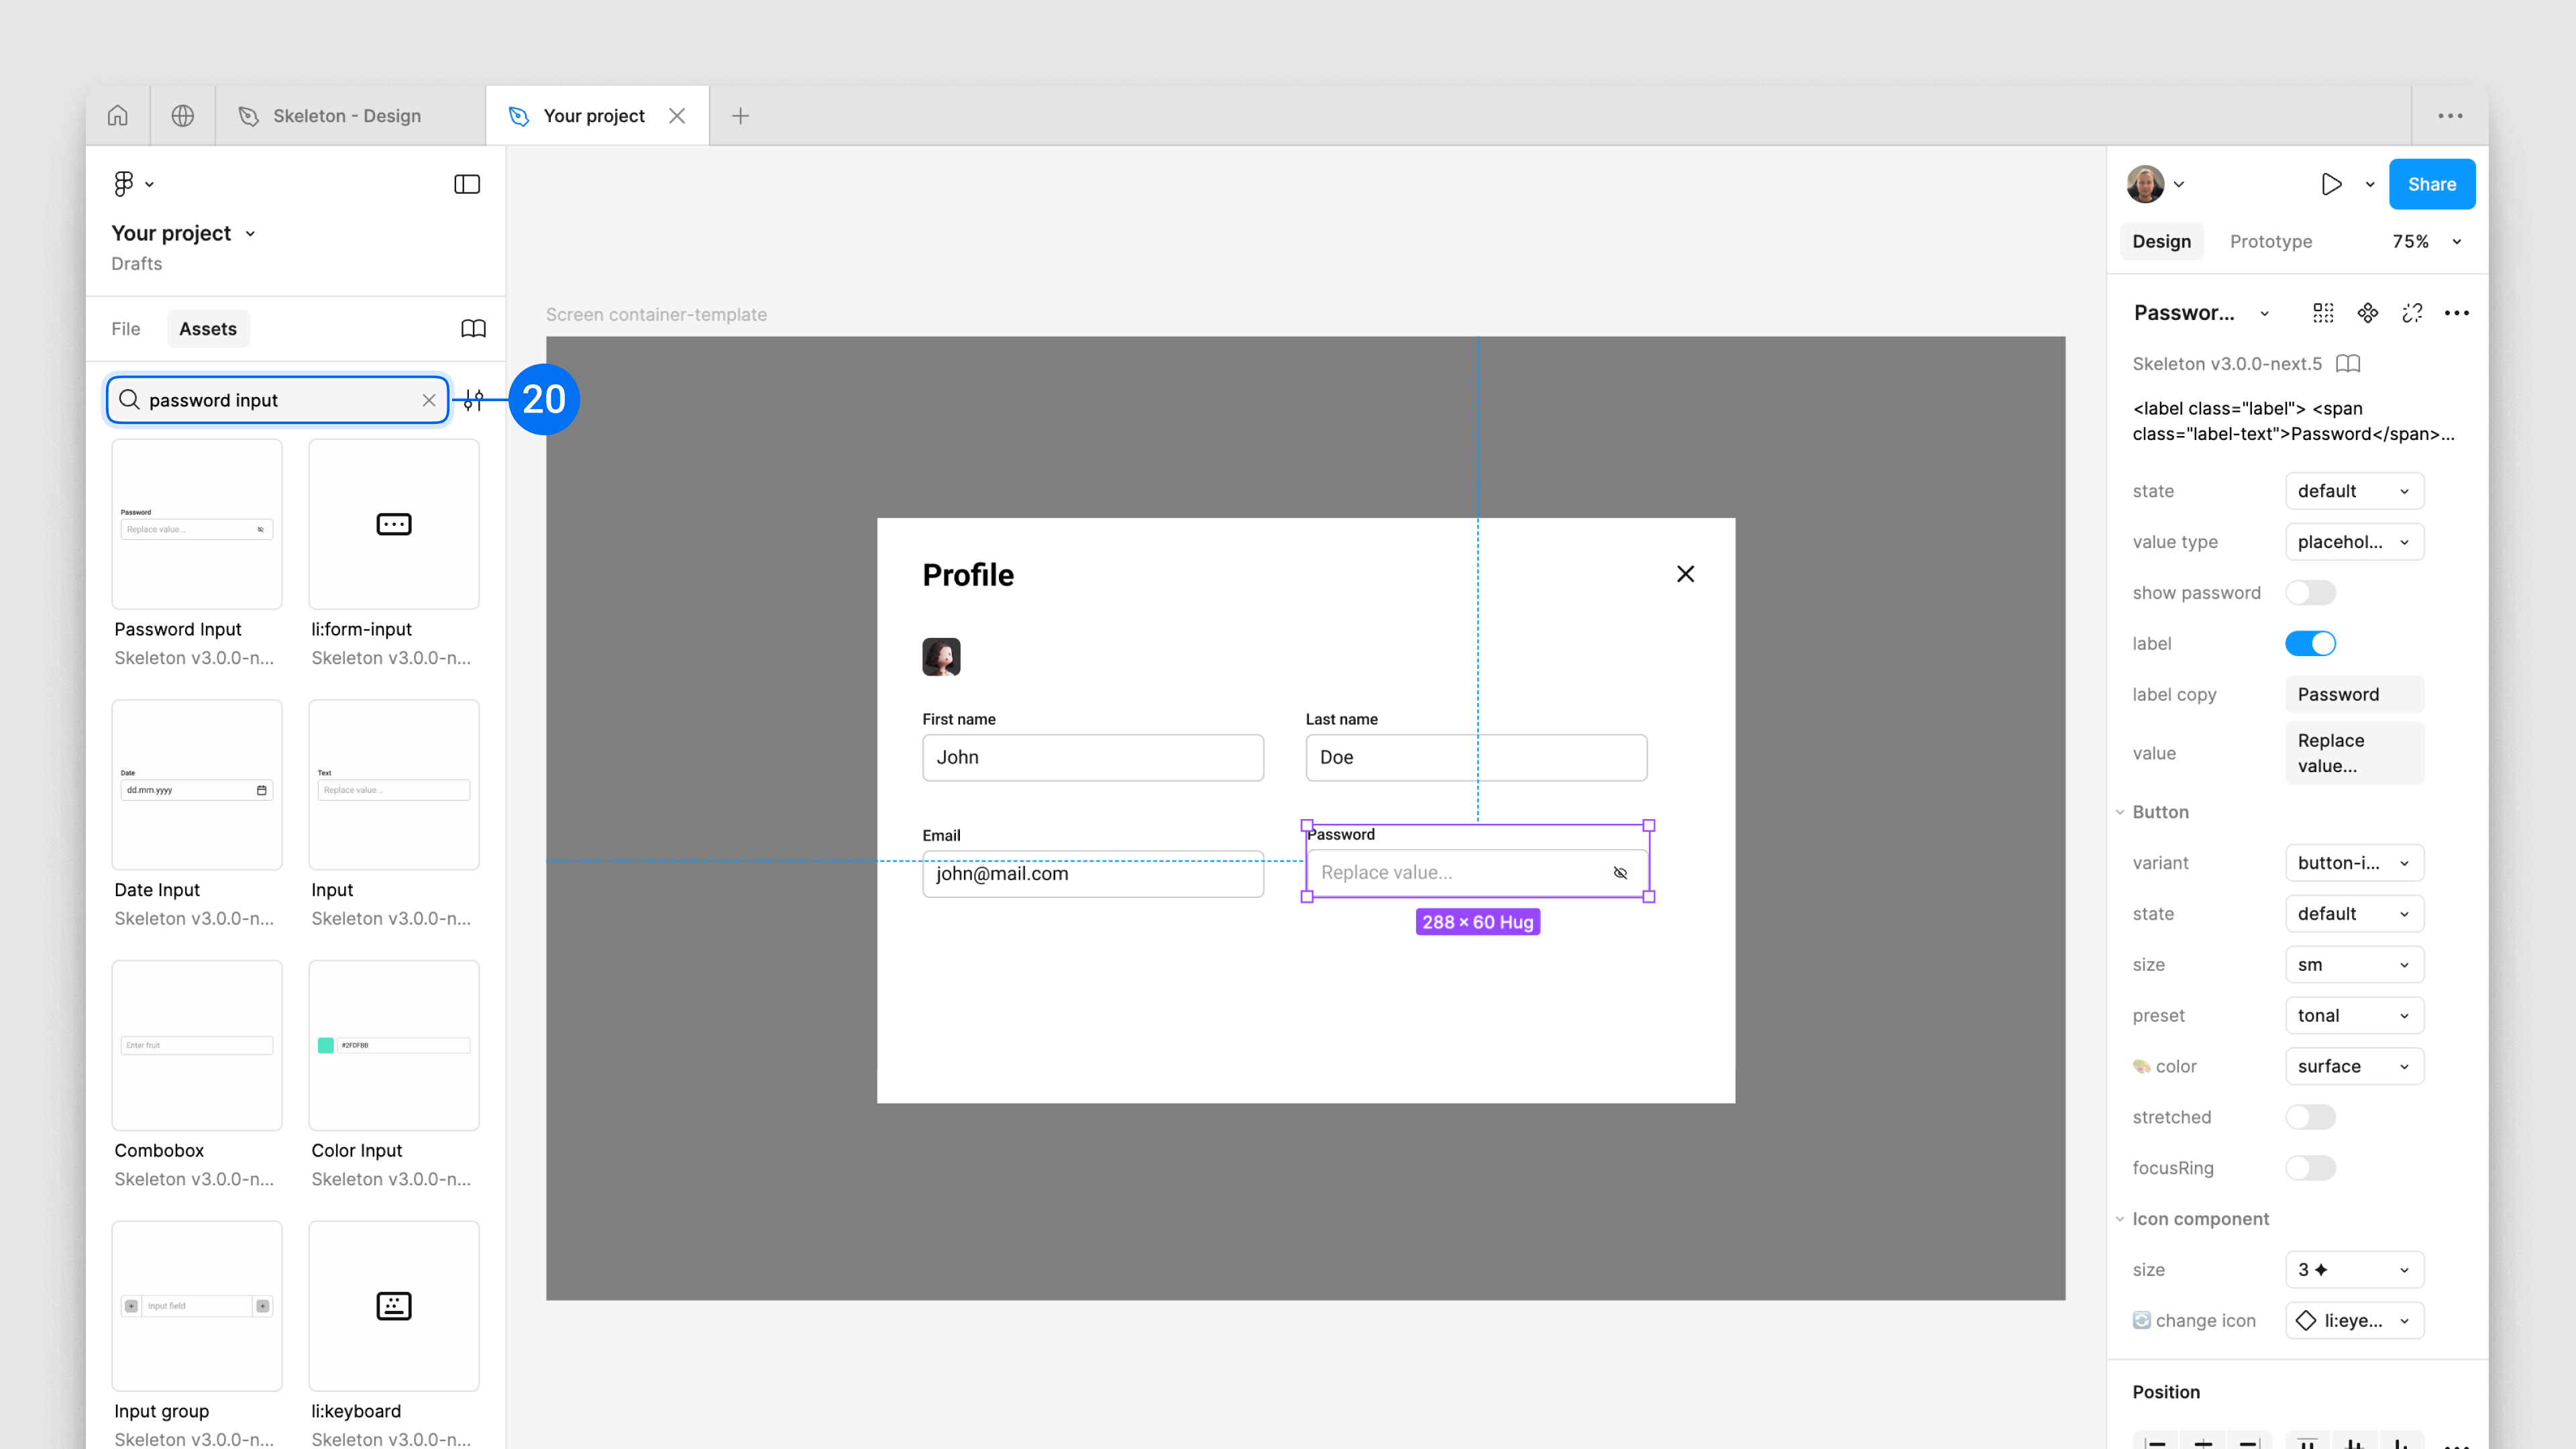 Skeleton - Design
Your project
Your project
Drafts
File
Assets
password input
20
Password
Replace value...
Password Input
Skeleton v3.0.0-n...
li:form-input
Skeleton v3.0.0-n...
Date
dd.mm.yyyy
Date Input
Skeleton v3.0.0-n...
Text
Replace value...
Input
Skeleton v3.0.0-n...
Enter fruit
Combobox
Skeleton v3.0.0-n...
#2FDFBB
Color Input
Skeleton v3.0.0-n...
Input field
Input group
Skeleton v3.0.0-n...
li:keyboard
Skeleton v3.0.0-n...
Screen container-template
Profile
First name
John
Last name
Doe
Email
john@mail.com
Password
Replace value...
288 × 60 Hug
Share
Design
Prototype
75%
Passwor...
Skeleton v3.0.0-next.5
<label class="label"> <span
class="label-text">Password</span>...
state
default
value type
placehol...
show password
label
label copy
Password
value
Replace
value...
Button
variant
button-i...
state
default
size
sm
preset
tonal
color
surface
stretched
focusRing
Icon component
size
3
change icon
li:eye...
Position